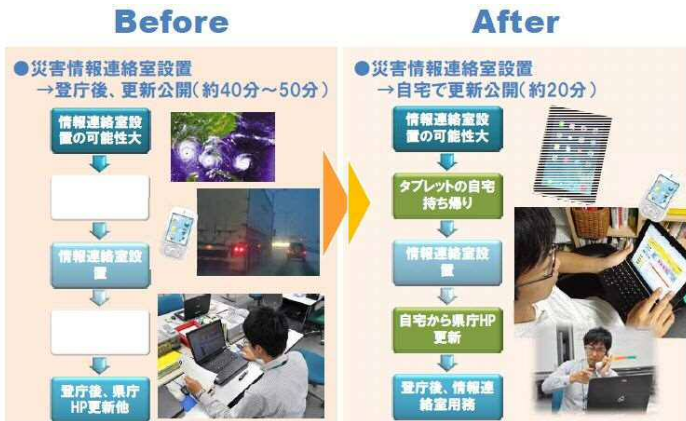 Before
●災害情報連絡室設置
→登庁後、更新公開(約40分～50分)
情報連絡室設
置の可能性大
情報連絡室設
置
登庁後、県庁
HP更新他
After
●災害情報連絡室設置
→自宅で更新公開(約20分)
情報連絡室設
置の可能性大
タブレットの自宅
持ち帰り
情報連絡室設
置
自宅から県庁HP
更新
登庁後、情報連
絡室用務